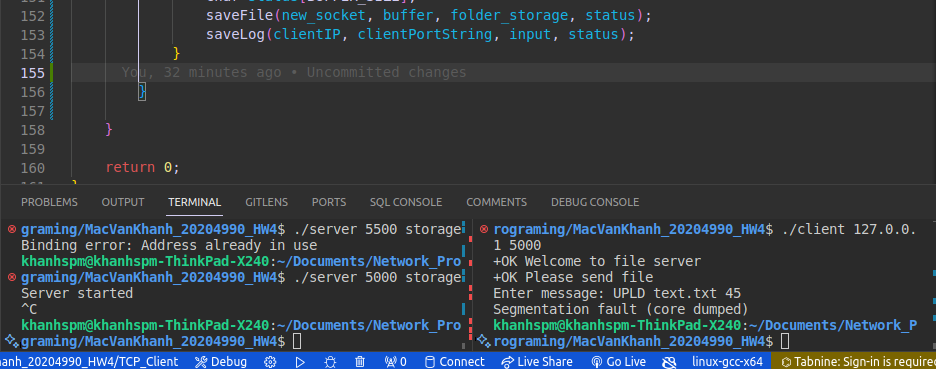 152 saveFile(new_socket, buffer, folder_storage, status);
153 saveLog(clientIP, clientPortString, input, status);
154 }
155 You, 32 minutes ago • Uncommitted changes
156 }
157
158 }
159
160 return 0;
PROBLEMS OUTPUT TERMINAL GITLENS PORTS SQL CONSOLE COMMENTS DEBUG CONSOLE
graming/MacVanKhanh_20204990_HW4$ ./server 5500 storage
Binding error: Address already in use
khanhspm@khanhspm-ThinkPad-X240:~/Documents/Network_Pro
graming/MacVanKhanh_20204990_HW4$ ./server 5000 storage
Server started
^C
khanhspm@khanhspm-ThinkPad-X240:~/Documents/Network_Pro
graming/MacVanKhanh_20204990_HW4$
rograming/MacVanKhanh_20204990_HW4$ ./client 127.0.0.
1 5000
+OK Welcome to file server
+OK Please send file
Enter message: UPLD text.txt 45
Segmentation fault (core dumped)
khanhspm@khanhspm-ThinkPad-X240:~/Documents/Network_P
rograming/MacVanKhanh_20204990_HW4$
hanh_20204990_HW4/TCP_Client Debug 0 Connect Live Share Go Live linux-gcc-x64 Tabnine: Sign-in is required